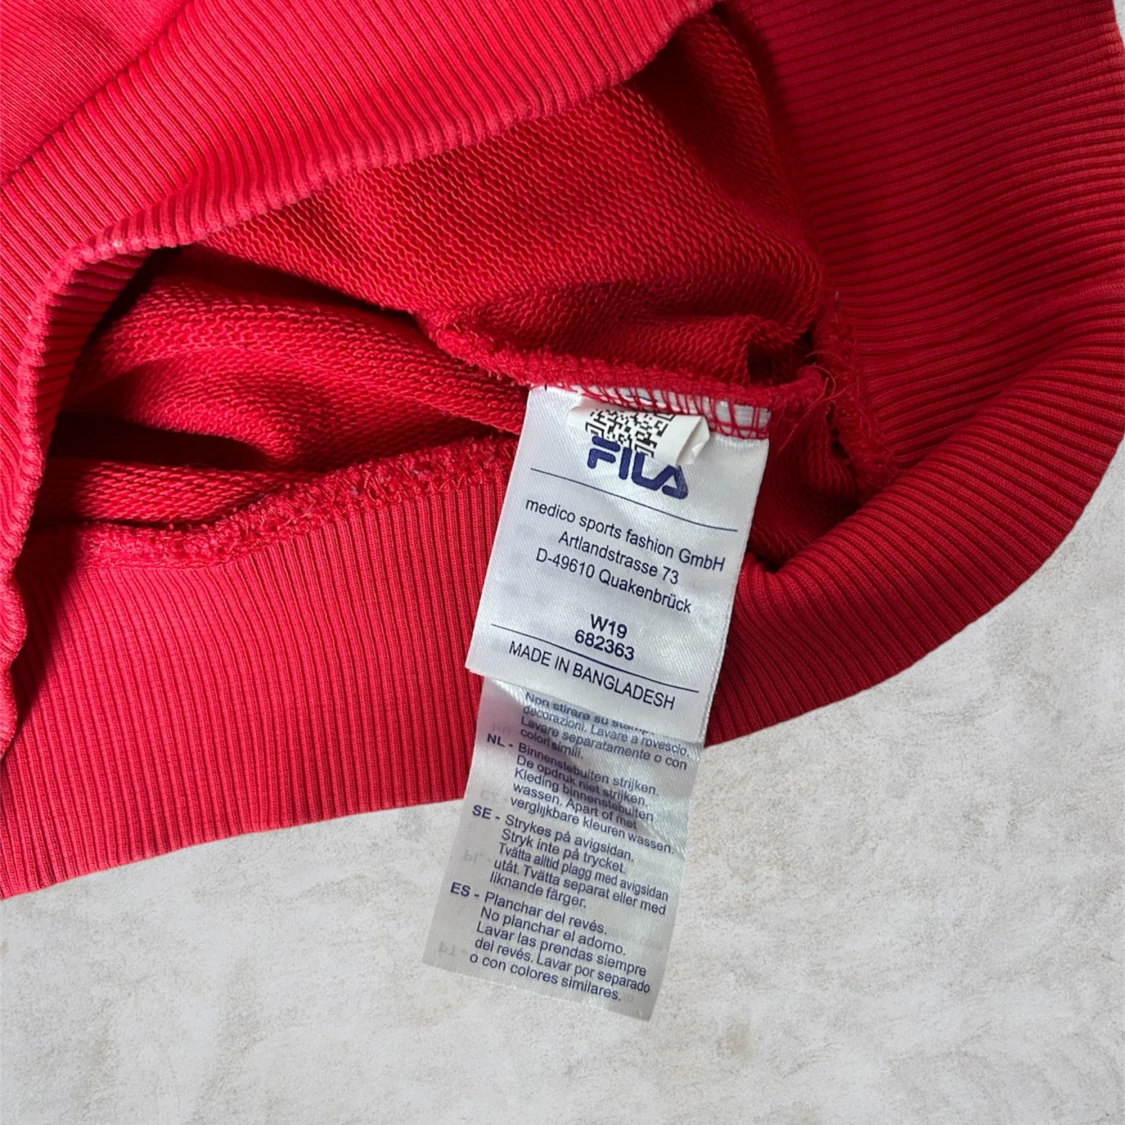 FILA
medico sports fashion GmbH
Artlandstrasse 73
D-49610 Quakenbrück
W19
682363
MADE IN BANGLADESH
Non stirare su
decorazioni. Lavare a rovescio.
Lavare separatamente o con
colori simili.
NL - Binnenstebuiten strijken.
De opdruk niet strijken.
Kleding binnenstebuiten
wassen. Apart of met
vergelijkbare kleuren wassen.
SE - Strykes på avigsidan.
Stryk inte på trycket.
Tvätta alltid plagg med avigsidan
utåt. Tvätta separat eller med
liknande färger.
ES - Planchar del revés.
No planchar el adorno.
Lavar las prendas siempre
del revés. Lavar por separado
o con colores similares.